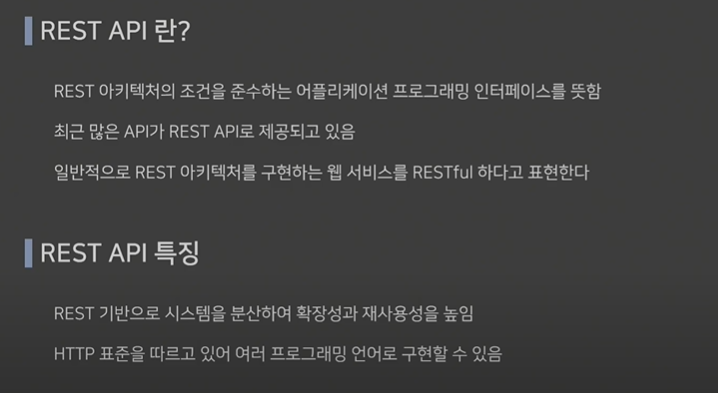 REST API 란?
REST 아키텍처의 조건을 준수하는 어플리케이션 프로그래밍 인터페이스를 뜻함
최근 많은 API가 REST API로 제공되고 있음
일반적으로 REST 아키텍처를 구현하는 웹 서비스를 RESTful 하다고 표현한다
REST API 특징
REST 기반으로 시스템을 분산하여 확장성과 재사용성을 높임
HTTP 표준을 따르고 있어 여러 프로그래밍 언어로 구현할 수 있음